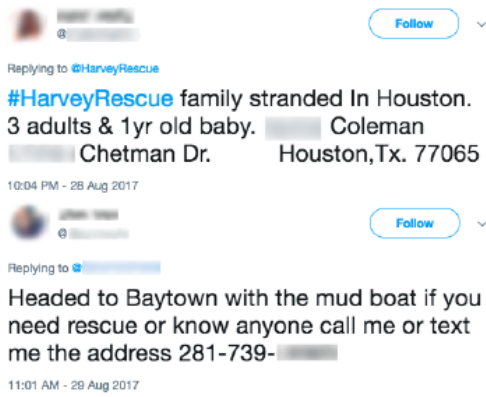 @
Follow
Replying to @HarveyRescue
#HarveyRescue family stranded In Houston.
3 adults & 1yr old baby. Coleman
Chetman Dr. Houston,Tx. 77065
10:04 PM - 28 Aug 2017
@
Follow
Replying to @
Headed to Baytown with the mud boat if you
need rescue or know anyone call me or text
me the address 281-739-
11:01 AM - 29 Aug 2017